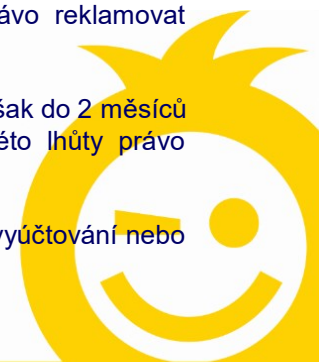 ávo reklamovat
šak do 2 měsíců
éto lhůty právo
vyúčtování nebo